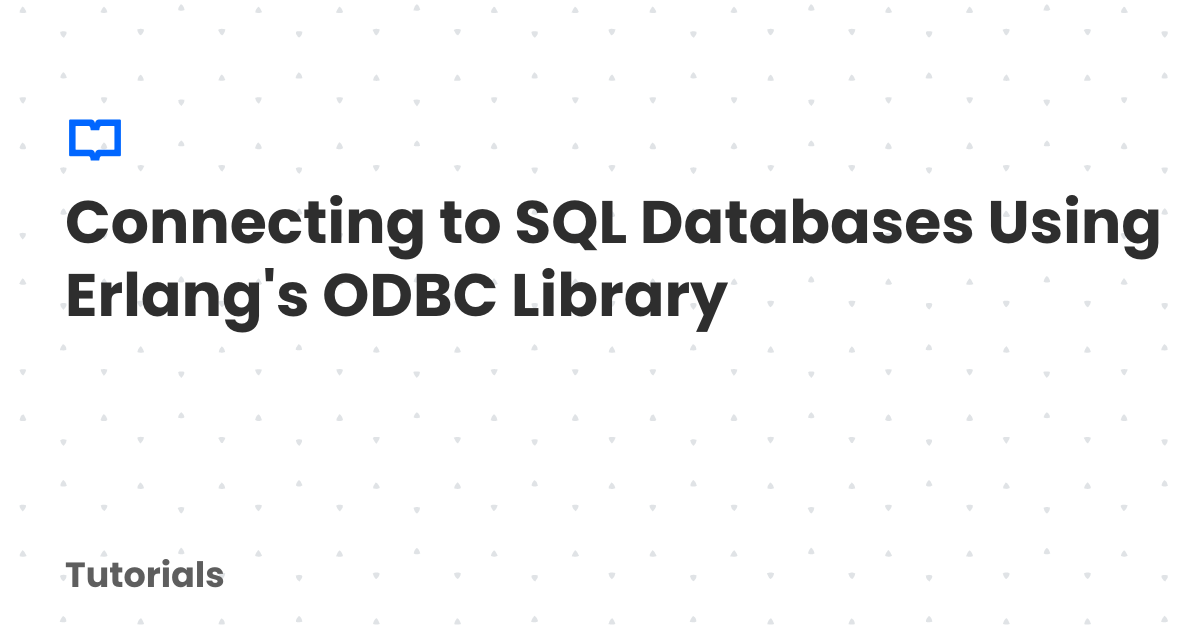 Connecting to SQL Databases Using
Erlang's ODBC Library
Tutorials